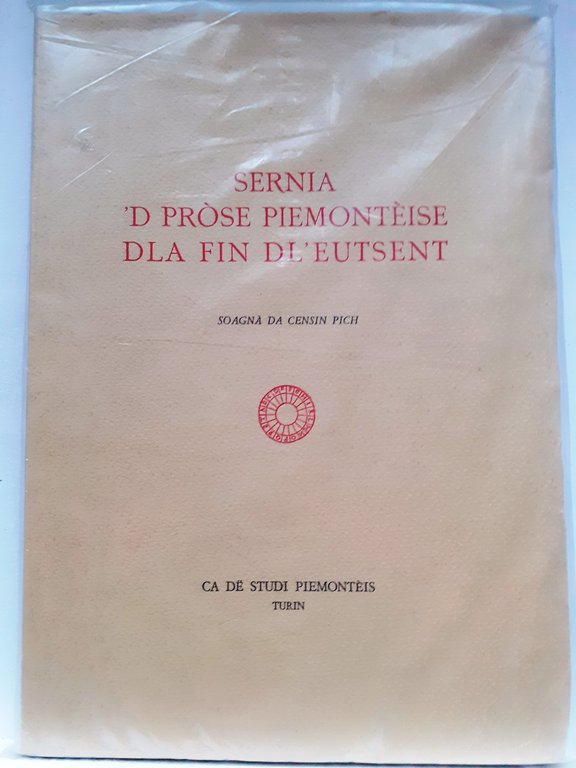 SERNIA
'D PRÒSE PIEMONTÈISE
DLA FIN DL'EUTSENT
SOAGNÀ DA CENSIN PICH
CA DË STUDI PIEMONTÈIS
TURIN